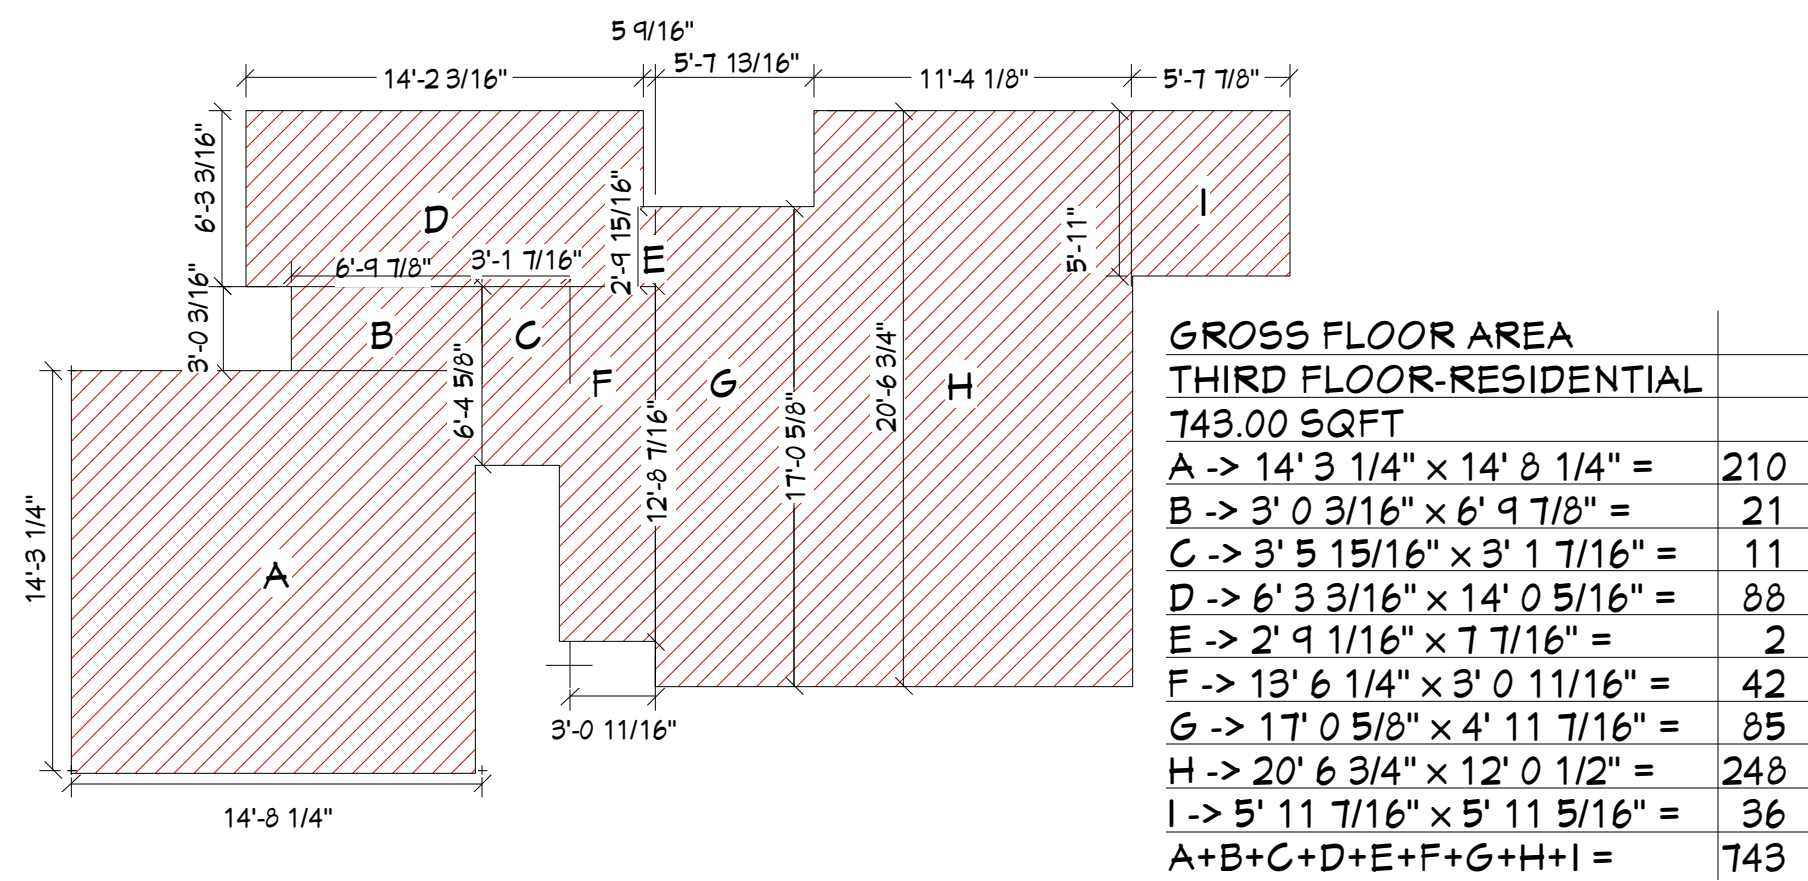 5 9/16"
5'-7 13/16"
14'-2 3/16"
11'-4 1/8"
5'-7 7/8"
6'-3 3/16"
D
2'-9 15/16"
E
I
5'-11"
6'-9 7/8"
3'-1 7/16"
3'-0 3/16"
B
C
6'-4 5/8"
F
G
20'-6 3/4"
H
12'-8 7/16"
17'-0 5/8"
14'-3 1/4"
A
3'-0 11/16"
14'-8 1/4"
GROSS FLOOR AREA
THIRD FLOOR-RESIDENTIAL
743.00 SQFT
A -> 14' 3 1/4" x 14' 8 1/4" = 210
B -> 3' 0 3/16" x 6' 9 7/8" = 21
C -> 3' 5 15/16" x 3' 1 7/16" = 11
D -> 6' 3 3/16" x 14' 0 5/16" = 88
E -> 2' 9 1/16" x 7 7/16" = 2
F -> 13' 6 1/4" x 3' 0 11/16" = 42
G -> 17' 0 5/8" x 4' 11 7/16" = 85
H -> 20' 6 3/4" x 12' 0 1/2" = 248
I -> 5' 11 7/16" x 5' 11 5/16" = 36
A+B+C+D+E+F+G+H+I = 743